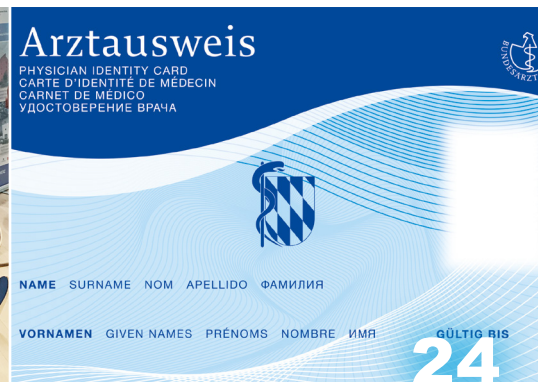 Arztausweis
PHYSICIAN IDENTITY CARD
CARTE D'IDENTITÉ DE MÉDECIN
CARNET DE MÉDICO
УДОСТОВЕРЕНИЕ ВРАЧА
NAME SURNAME NOM APELLIDO ФАМИЛИЯ
VORNAMEN GIVEN NAMES PRÉNOMS NOMBRE ИМЯ
GÜLTIG BIS
24